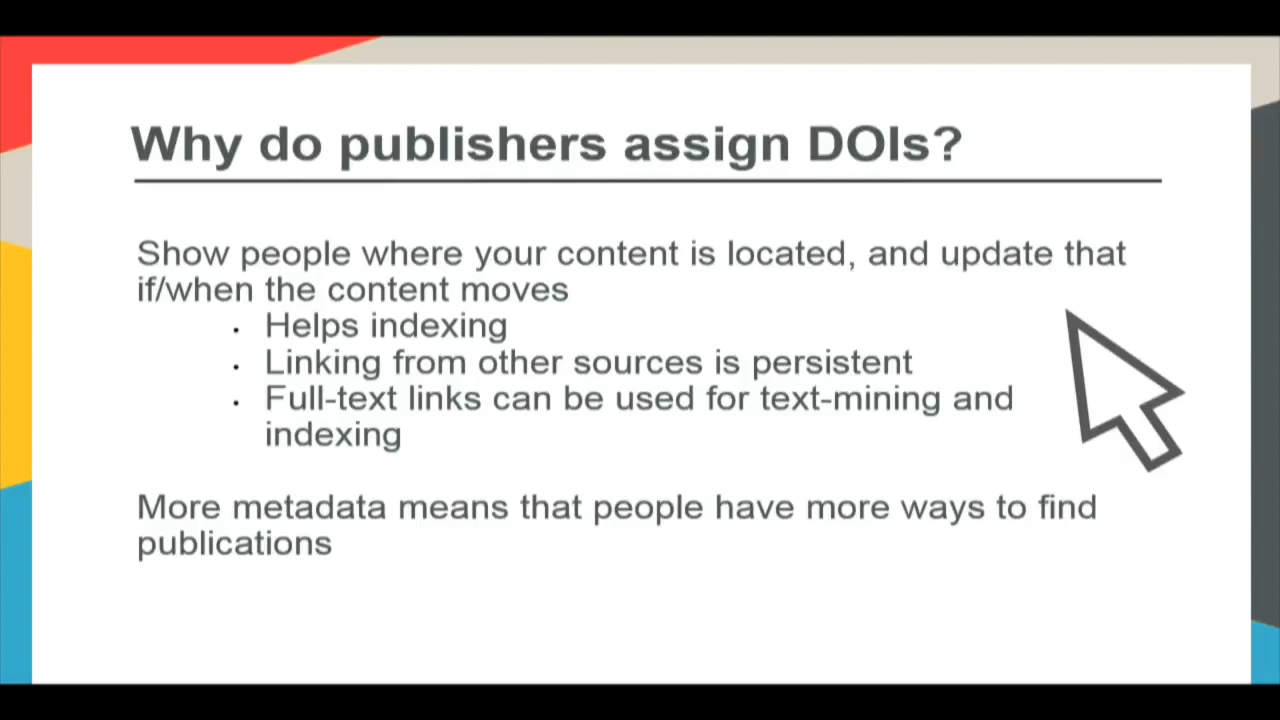 Why do publishers assign DOIs?
Show people where your content is located, and update that
if/when the content moves
· Helps indexing
· Linking from other sources is persistent
· Full-text links can be used for text-mining and
indexing
More metadata means that people have more ways to find
publications